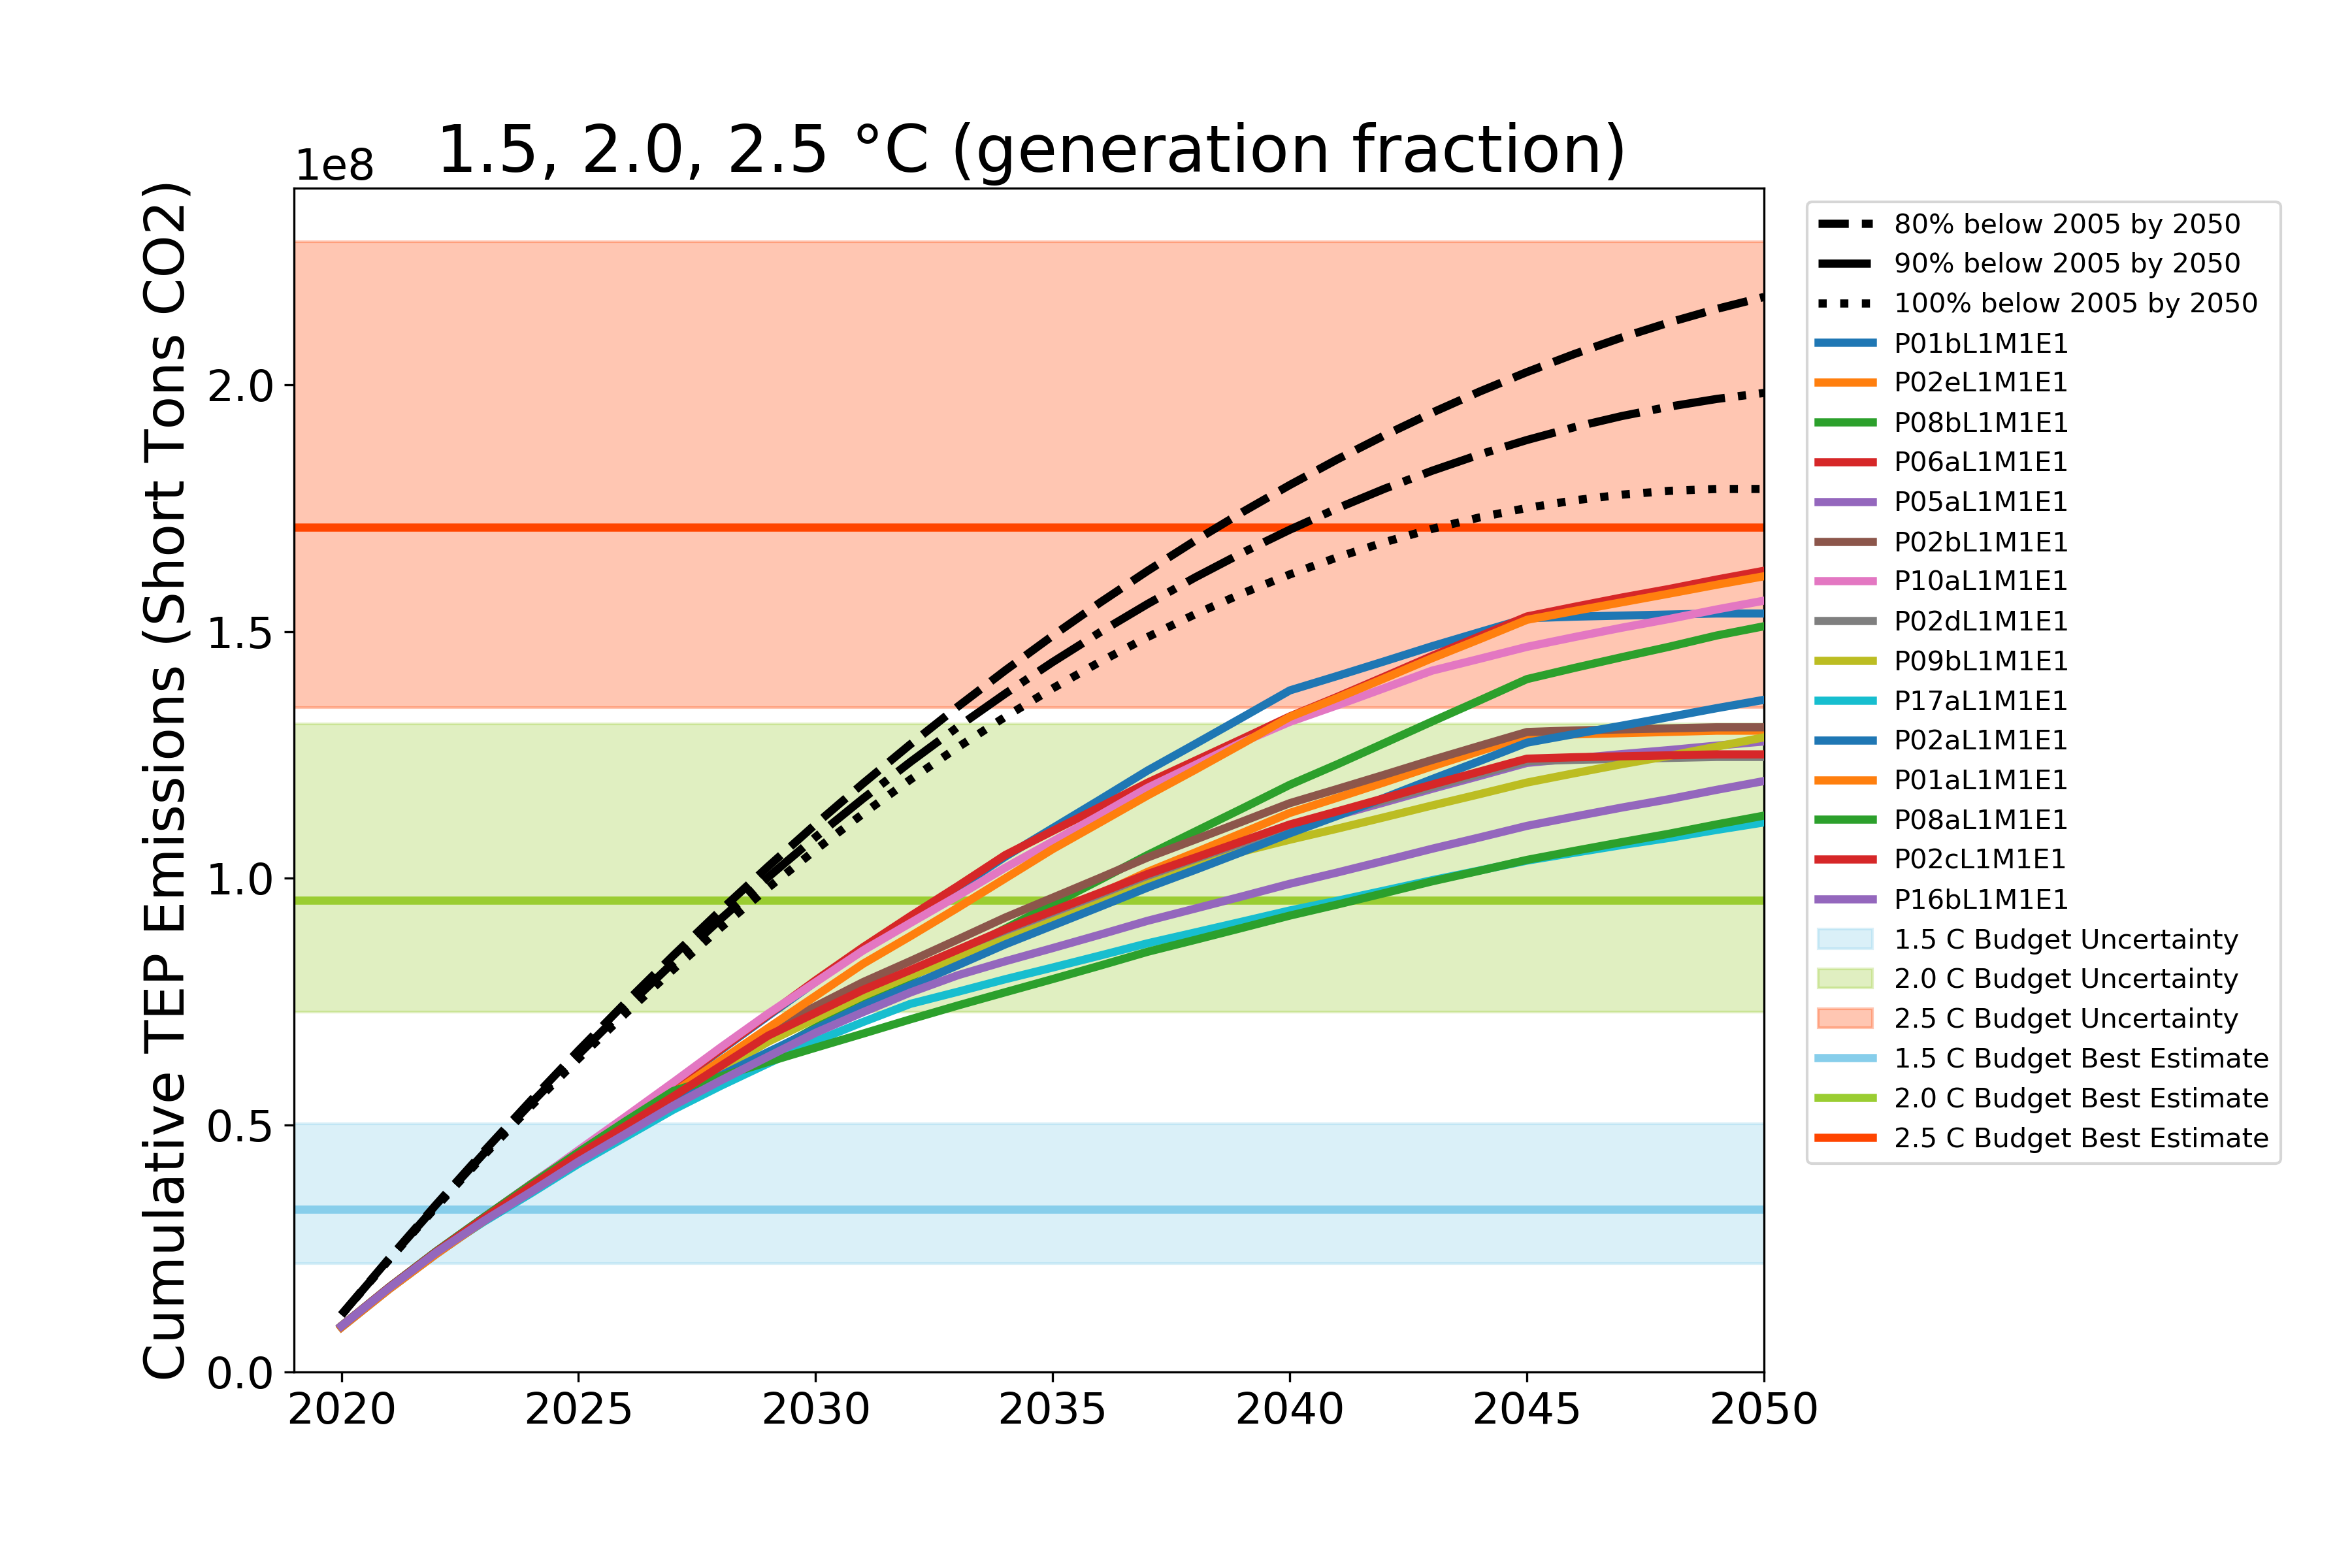 1.5, 2.0, 2.5 °C (generation fraction)
1e8
Cumulative TEP Emissions (Short Tons CO2)
2.0
1.5
1.0
0.5
0.0
2020
2025
2030
2035
2040
2045
2050
80% below 2005 by 2050
90% below 2005 by 2050
100% below 2005 by 2050
P01bL1M1E1
P02eL1M1E1
P08bL1M1E1
P06aL1M1E1
P05aL1M1E1
P02bL1M1E1
P10aL1M1E1
P02dL1M1E1
P09bL1M1E1
P17aL1M1E1
P02aL1M1E1
P01aL1M1E1
P08aL1M1E1
P02cL1M1E1
P16bL1M1E1
1.5 C Budget Uncertainty
2.0 C Budget Uncertainty
2.5 C Budget Uncertainty
1.5 C Budget Best Estimate
2.0 C Budget Best Estimate
2.5 C Budget Best Estimate